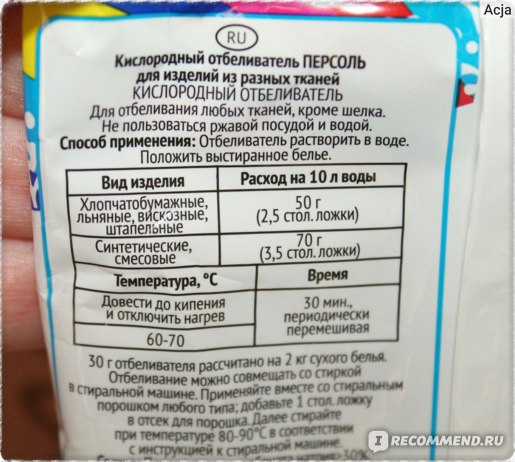 Acja
RU
Кислородный отбеливатель ПЕРСОЛЬ
для изделий из разных тканей
КИСЛОРОДНЫЙ ОТБЕЛИВАТЕЛЬ
Для отбеливания любых тканей, кроме шелка.
Не пользоваться ржавой посудой и водой.
Способ применения: Отбеливатель растворить в воде.
Положить выстиранное белье.
Вид изделия Расход на 10 л воды
Хлопчатобумажные,
льняные, вискозные,
штапельные
50 г
(2,5 стол. ложки)
Синтетические,
смесовые
70 г
(3,5 стол. ложки)
Температура, °С Время
Довести до кипения
и отключить нагрев
60-70
30 мин.,
периодически
перемешивая
30 г отбеливателя рассчитано на 2 кг сухого белья.
Отбеливание можно совмещать со стиркой
в стиральной машине. Применяйте вместе со стиральным
порошком любого типа; добавьте 1 стол. ложку
в отсек для порошка. Далее стирайте
при температуре 80-90°С в соответствии
с инструкцией к стиральной машине.
I RECOMMEND.RU